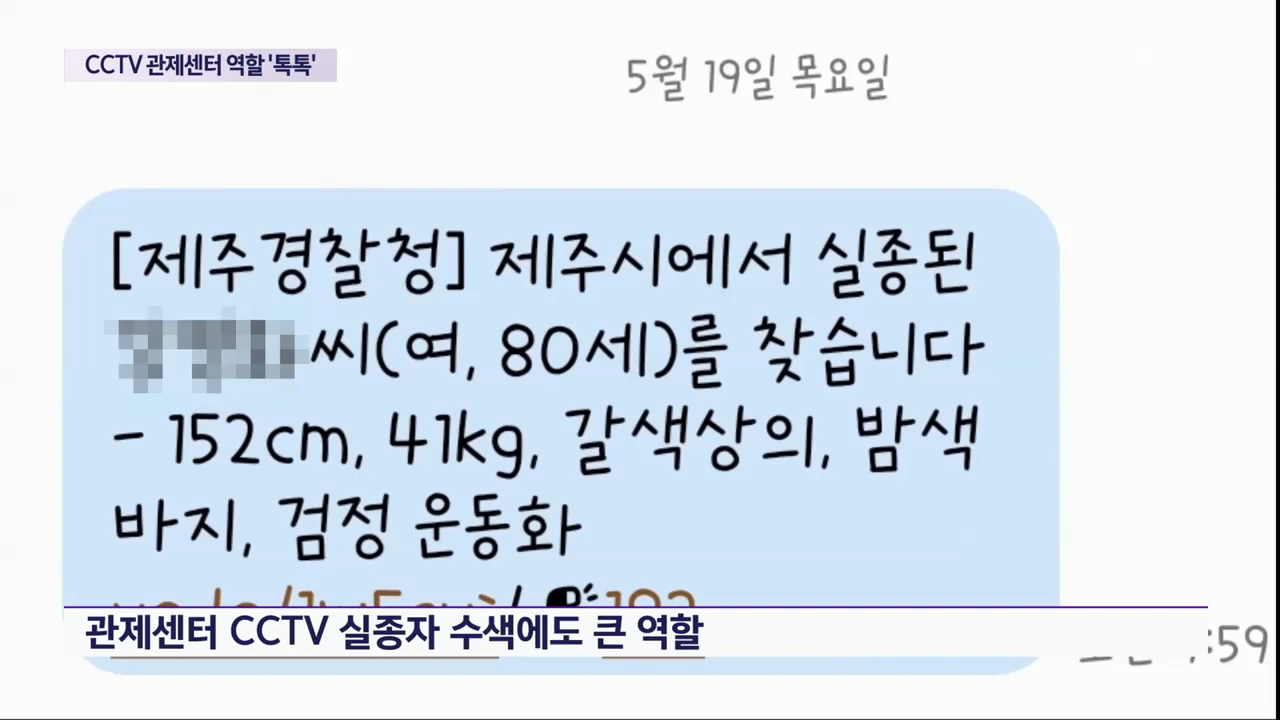 CCTV 관제센터 역할 '톡톡'
5월 19일 목요일
[제주경찰청] 제주시에서 실종된
씨(여, 80세)를 찾습니다
- 152cm, 41kg, 갈색상의, 밤색
바지, 검정 운동화
관제센터 CCTV 실종자 수색에도 큰 역할
:59